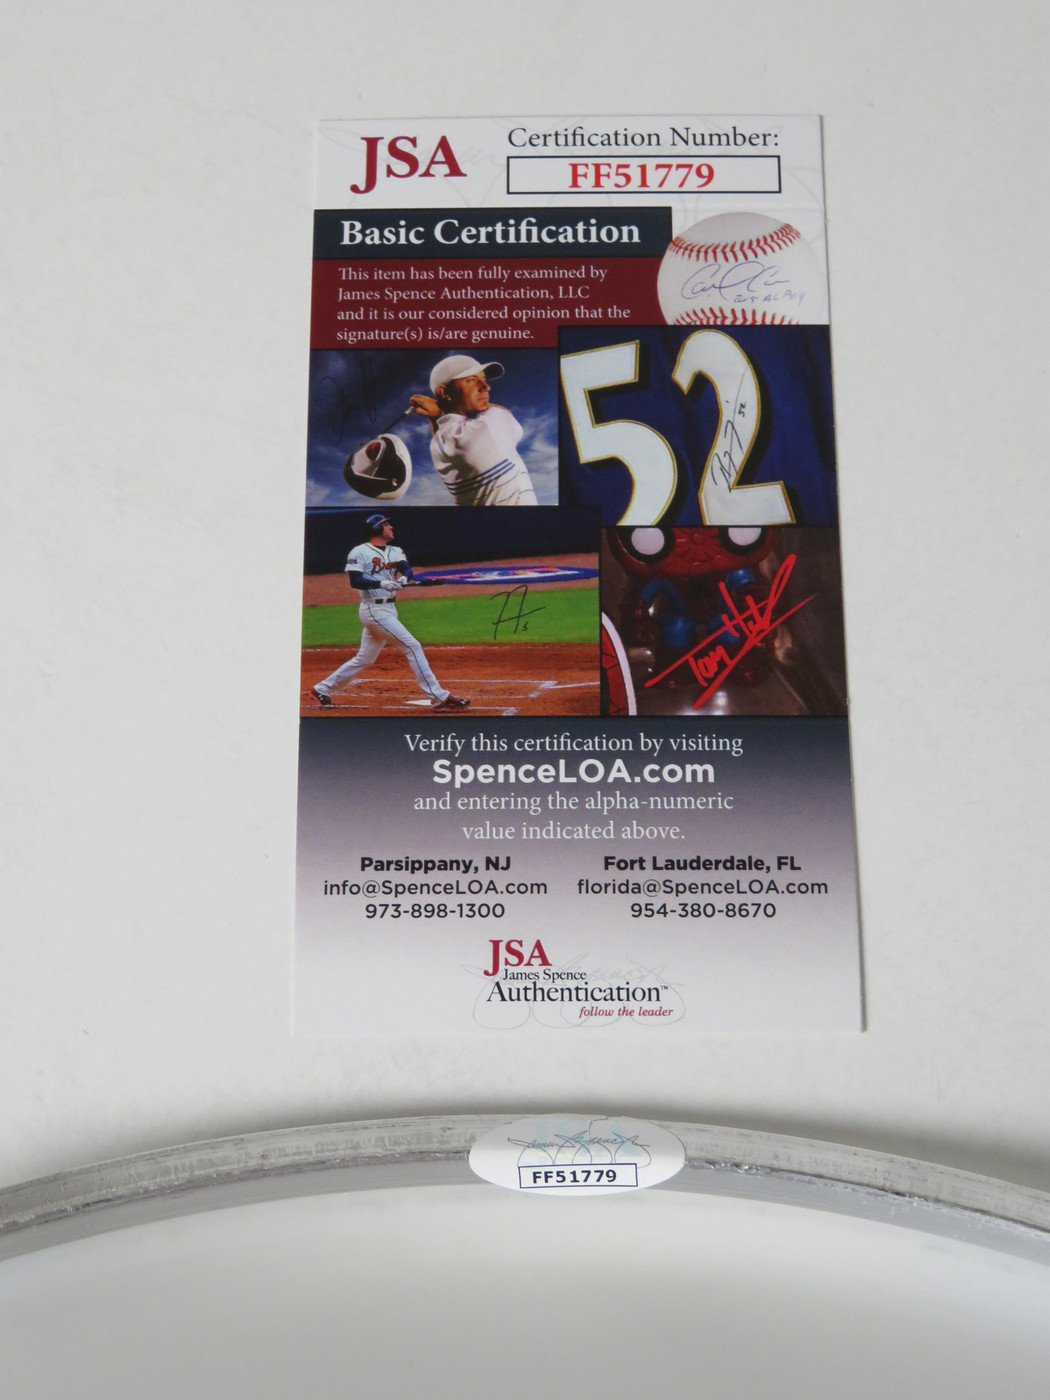 JSA
Certification Number:
FF51779
Basic Certification
This item has been fully examined by
James Spence Authentication, LLC
and it is our considered opinion that the
signature(s) is/are genuine.
52
52
Verify this certification by visiting
SpenceLOA.com
and entering the alpha-numeric
value indicated above.
Parsippany, NJ
info@SpenceLOA.com
973-898-1300
Fort Lauderdale, FL
florida@SpenceLOA.com
954-380-8670
JSA
James Spence
Authentication™
follow the leader
FF51779